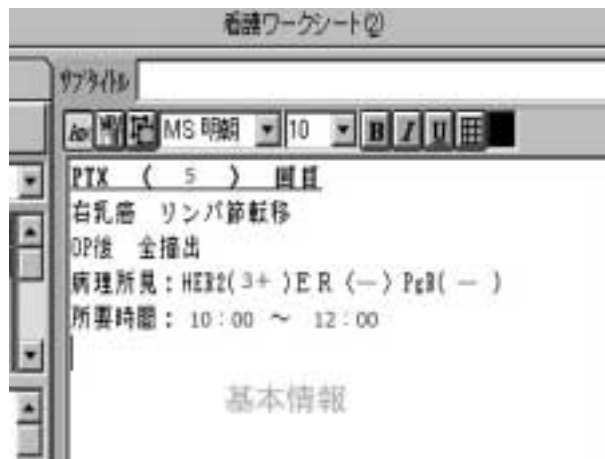 看護ワークシート(2)
サブタイトル
MS 明朝 10 B I U
PTX ( 5 ) 回目
右乳癌 リンパ節転移
OP後 全摘出
病理所見：HER2( 3+ )ER (－) PgR( － )
所要時間： 10：00 ～ 12：00
基本情報